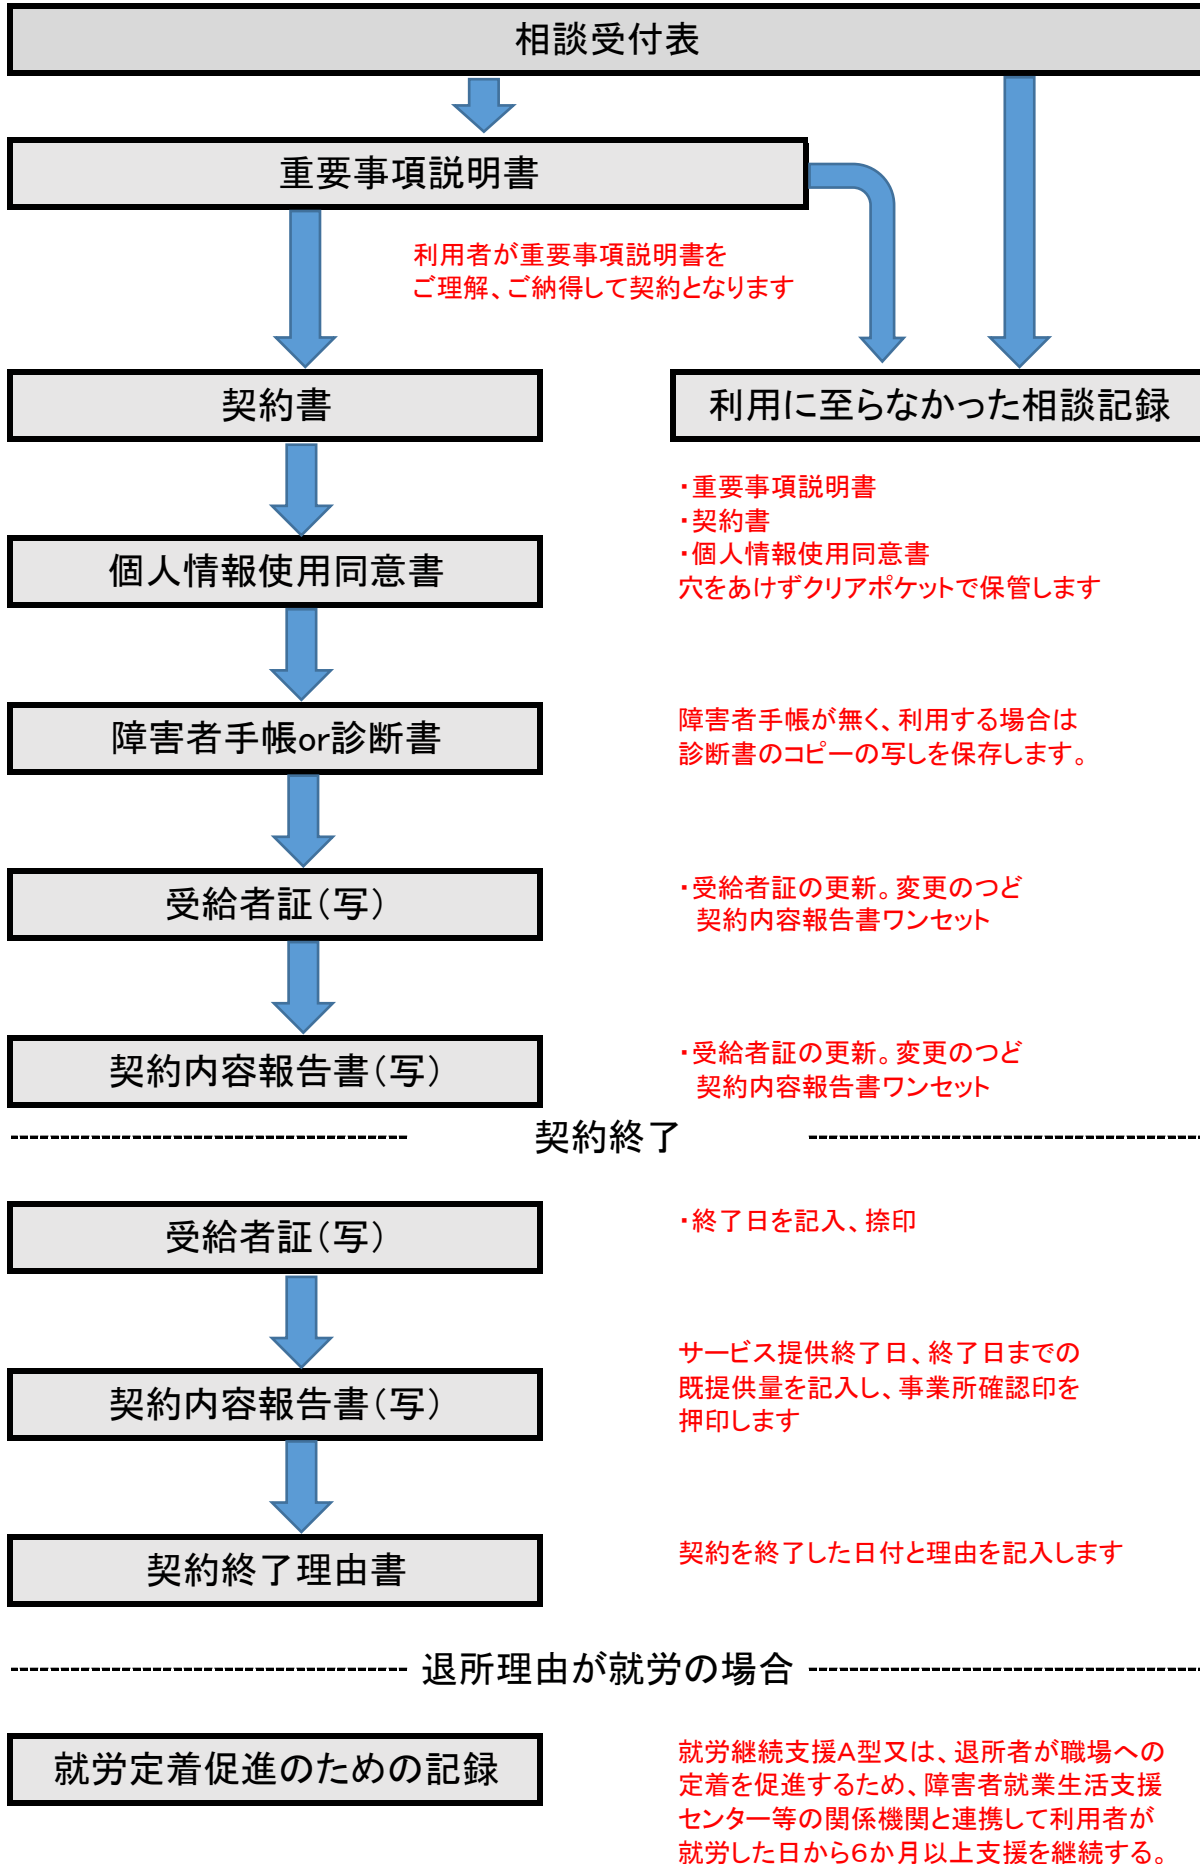 相談受付表
重要事項説明書
利用者が重要事項説明書を
ご理解、ご納得して契約となります
契約書
利用に至らなかった相談記録
・重要事項説明書
・契約書
・個人情報使用同意書
穴をあけずクリアポケットで保管します
個人情報使用同意書
障害者手帳or診断書
障害者手帳が無く、利用する場合は
診断書のコピーの写しを保存します。
受給者証（写）
・受給者証の更新。変更のつど
契約内容報告書ワンセット
契約内容報告書（写）
・受給者証の更新。変更のつど
契約内容報告書ワンセット
契約終了
受給者証（写）
・終了日を記入、捺印
契約内容報告書（写）
サービス提供終了日、終了日までの
既提供量を記入し、事業所確認印を
押印します
契約終了理由書
契約を終了した日付と理由を記入します
退所理由が就労の場合
就労定着促進のための記録
就労継続支援A型又は、退所者が職場への
定着を促進するため、障害者就業生活支援
センター等の関係機関と連携して利用者が
就労した日から6か月以上支援を継続する。